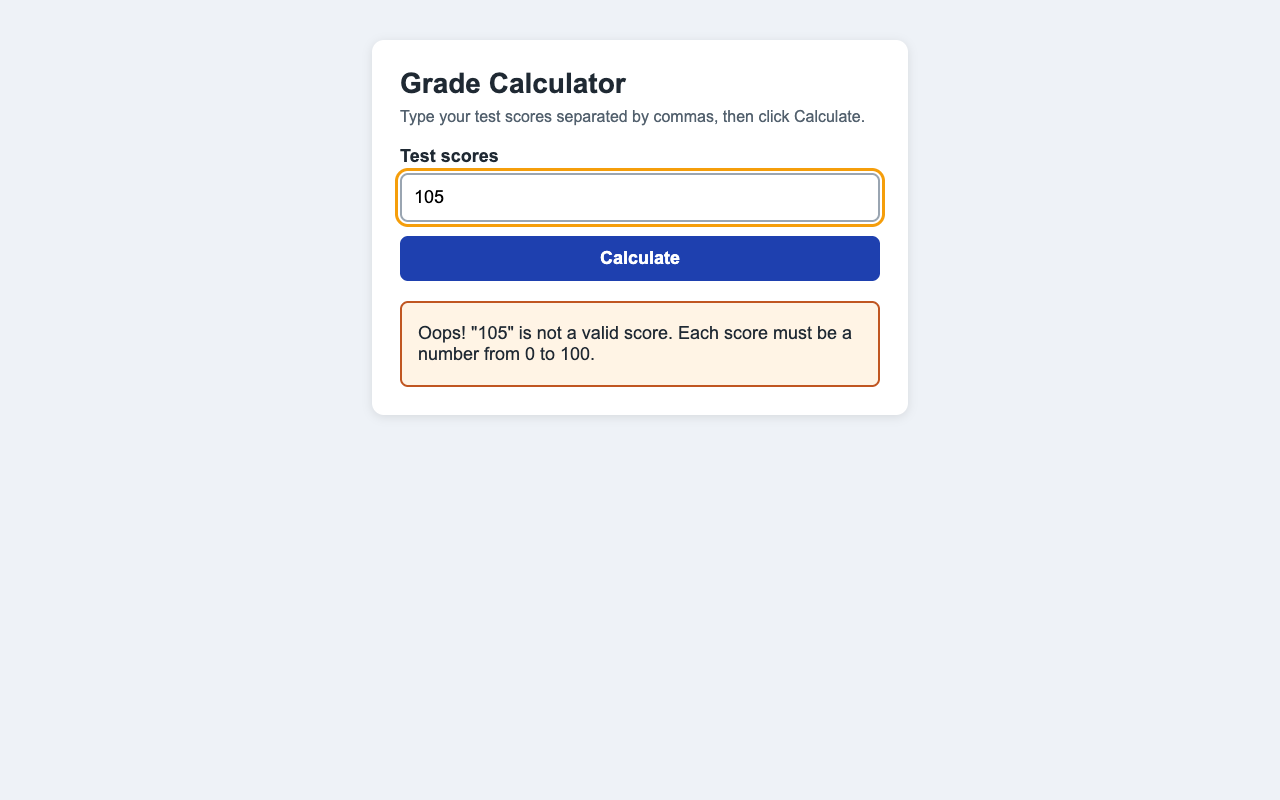 Grade Calculator
Type your test scores separated by commas, then click Calculate.
Test scores
105
Calculate
Oops! "105" is not a valid score. Each score must be a
number from 0 to 100.